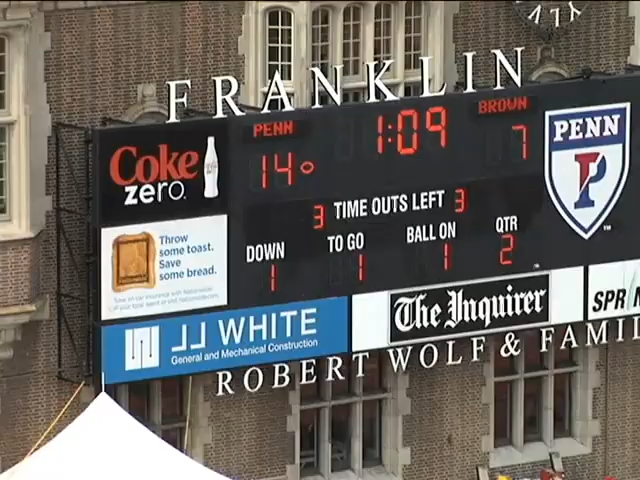 FRANKLIN
PENN 1:09 BROWN
14 7
3 TIME OUTS LEFT 3
DOWN TO GO BALL ON QTR
1 1 1 2
Coke
zero
PENN
P
Throw
some toast.
Save
some bread.
JJ WHITE
General and Mechanical Construction
The Inquirer
SPR
ROBERT WOLF & FAMIL